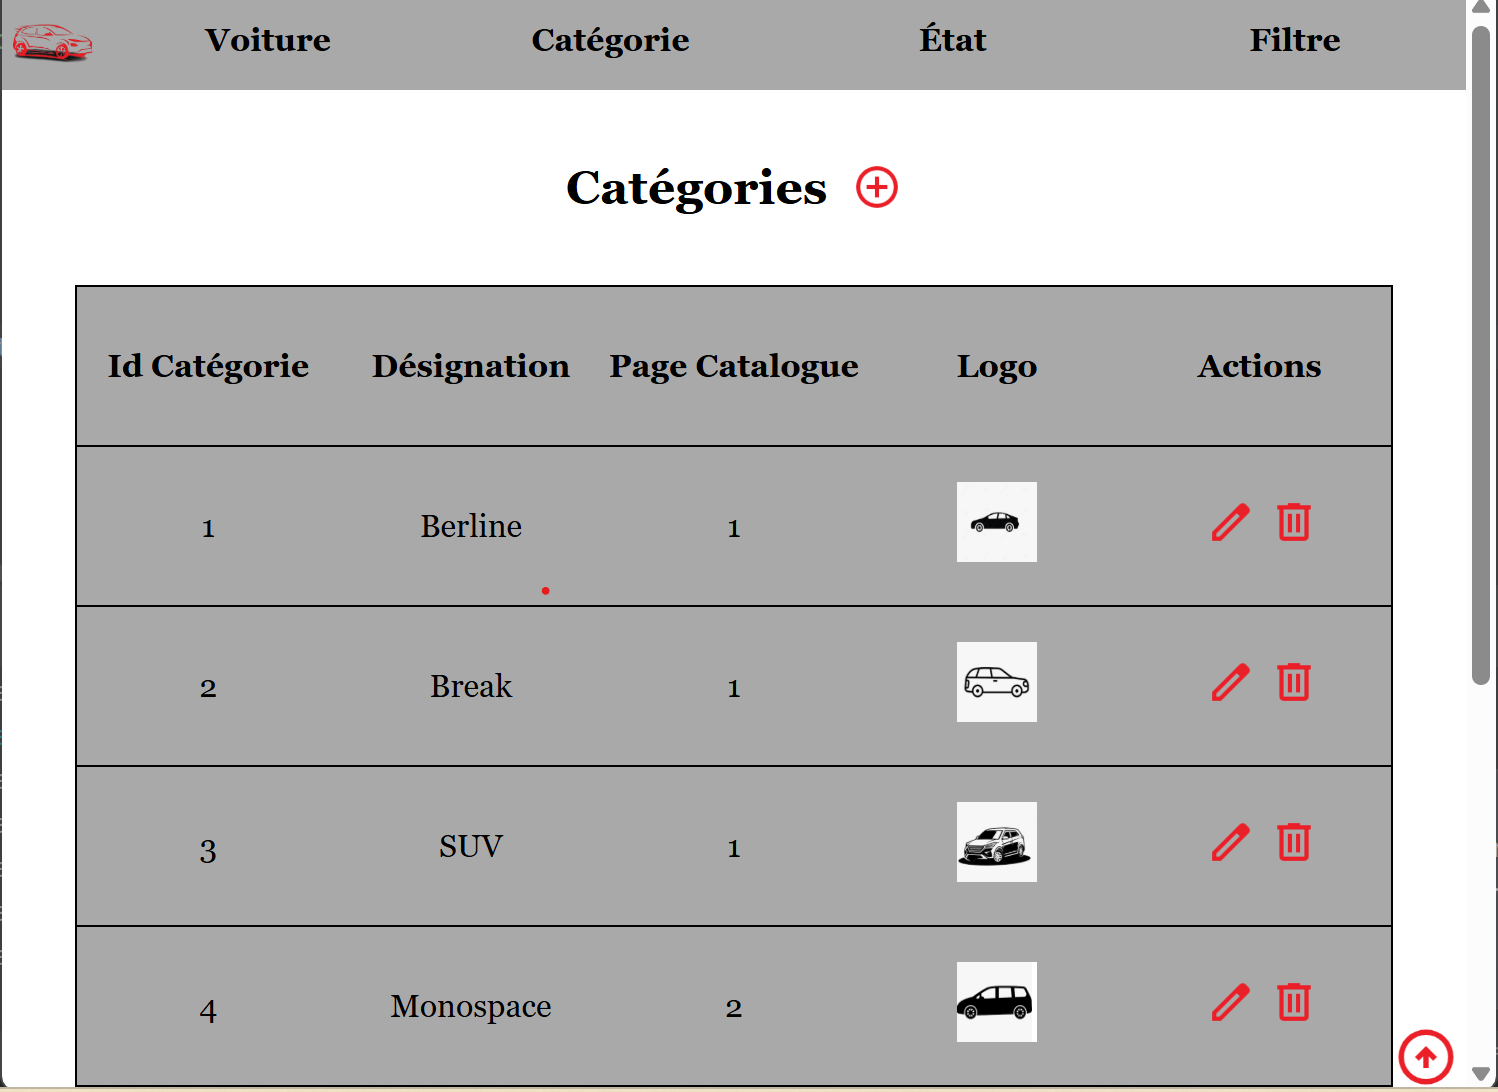 Voiture Catégorie État Filtre
Catégories
Id Catégorie Désignation Page Catalogue Logo Actions
1 Berline 1
2 Break 1
3 SUV 1
4 Monospace 2